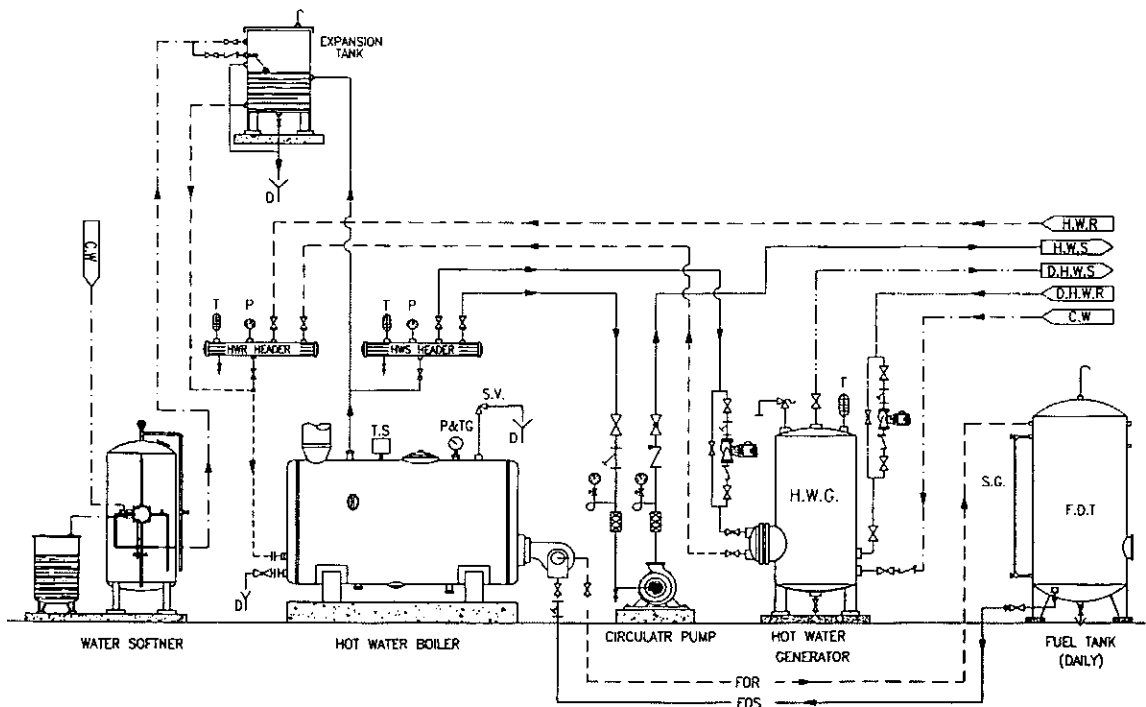 EXPANSION
TANK
D
C.W
H.W.R
H.W.S
D.H.W.S
D.H.W.R
C.W
T
P
T
P
HWR HEADER
HWS HEADER
T
S.V.
T.S
P&TG
D
S.G.
H.W.G.
F.D.T
D
WATER SOFTNER
HOT WATER BOILER
CIRCULATR PUMP
HOT WATER
GENERATOR
FUEL TANK
(DAILY)
FOR
FOS